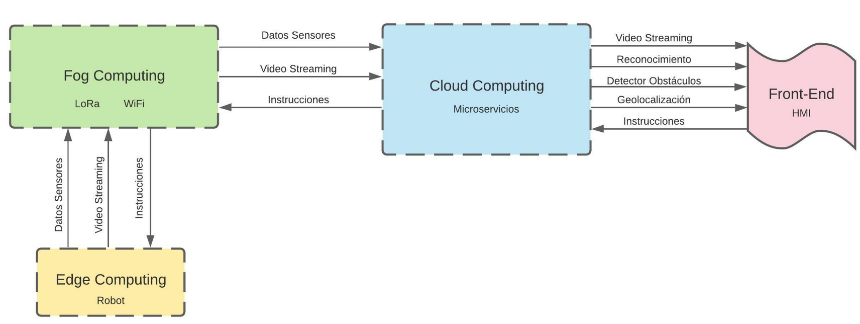 Fog Computing
LoRa WiFi
Datos Sensores
Video Streaming
Instrucciones
Cloud Computing
Microservicios
Video Streaming
Reconocimiento
Detector Obstáculos
Geolocalización
Instrucciones
Front-End
HMI
Datos Sensores
Video Streaming
Instrucciones
Edge Computing
Robot